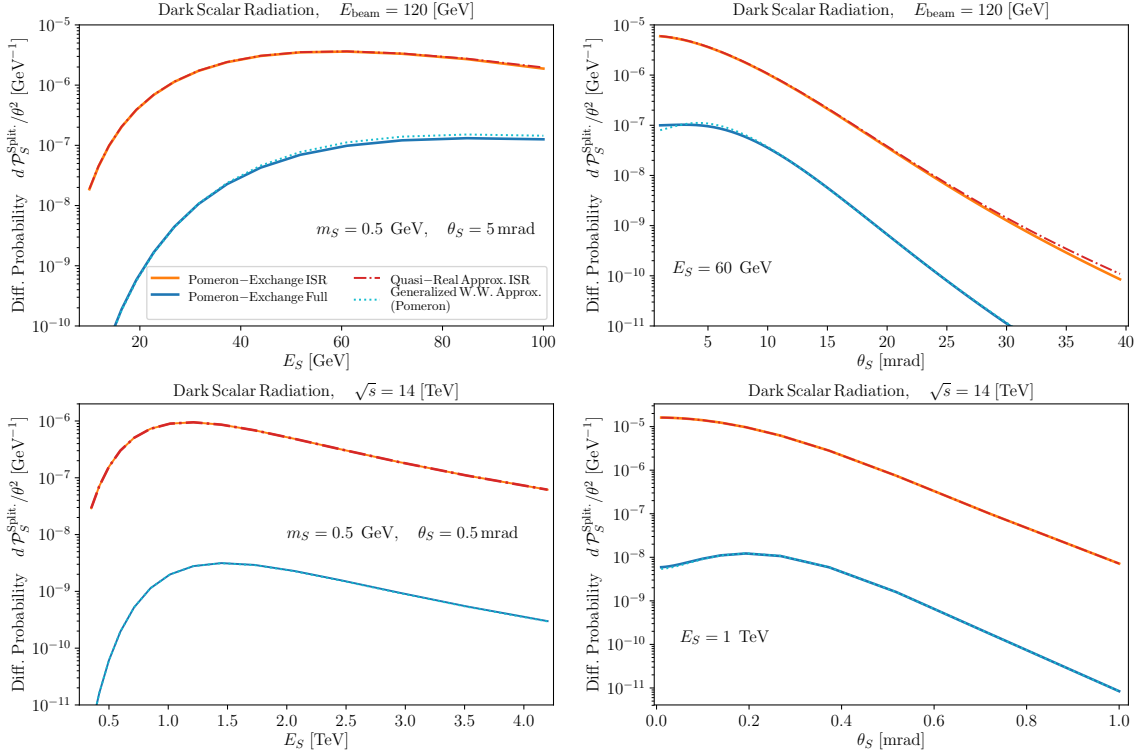 Dark Scalar Radiation, E_beam = 120 [GeV]
Diff. Probability d𝒫_S^Split./θ² [GeV⁻¹]
10⁻⁵
10⁻⁶
10⁻⁷
10⁻⁸
10⁻⁹
10⁻¹⁰
m_S = 0.5 GeV, θ_S = 5 mrad
Pomeron−Exchange ISR
Pomeron−Exchange Full
Quasi−Real Approx. ISR
Generalized W.W. Approx.
(Pomeron)
20 40 60 80 100
E_S [GeV]
Dark Scalar Radiation, E_beam = 120 [GeV]
Diff. Probability d𝒫_S^Split./θ² [GeV⁻¹]
10⁻⁵
10⁻⁶
10⁻⁷
10⁻⁸
10⁻⁹
10⁻¹⁰
10⁻¹¹
E_S = 60 GeV
5 10 15 20 25 30 35 40
θ_S [mrad]
Dark Scalar Radiation, √s = 14 [TeV]
Diff. Probability d𝒫_S^Split./θ² [GeV⁻¹]
10⁻⁶
10⁻⁷
10⁻⁸
10⁻⁹
10⁻¹⁰
10⁻¹¹
m_S = 0.5 GeV, θ_S = 0.5 mrad
0.5 1.0 1.5 2.0 2.5 3.0 3.5 4.0
E_S [TeV]
Dark Scalar Radiation, √s = 14 [TeV]
Diff. Probability d𝒫_S^Split./θ² [GeV⁻¹]
10⁻⁵
10⁻⁶
10⁻⁷
10⁻⁸
10⁻⁹
10⁻¹⁰
10⁻¹¹
E_S = 1 TeV
0.0 0.2 0.4 0.6 0.8 1.0
θ_S [mrad]